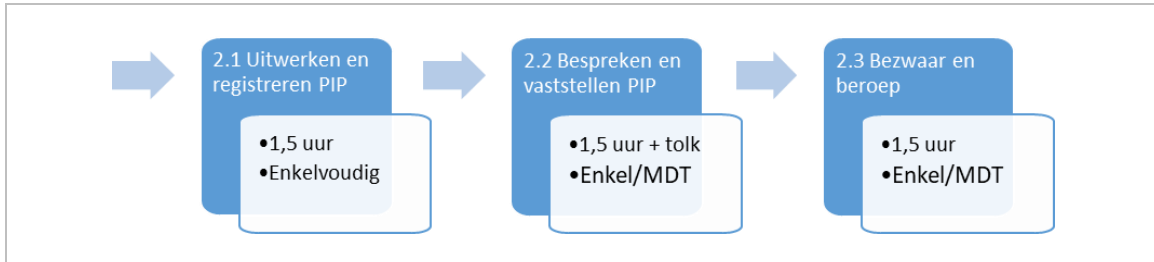 2.1 Uitwerken en
registreren PIP
•1,5 uur
•Enkelvoudig
2.2 Bespreken en
vaststellen PIP
•1,5 uur + tolk
•Enkel/MDT
2.3 Bezwaar en
beroep
•1,5 uur
•Enkel/MDT